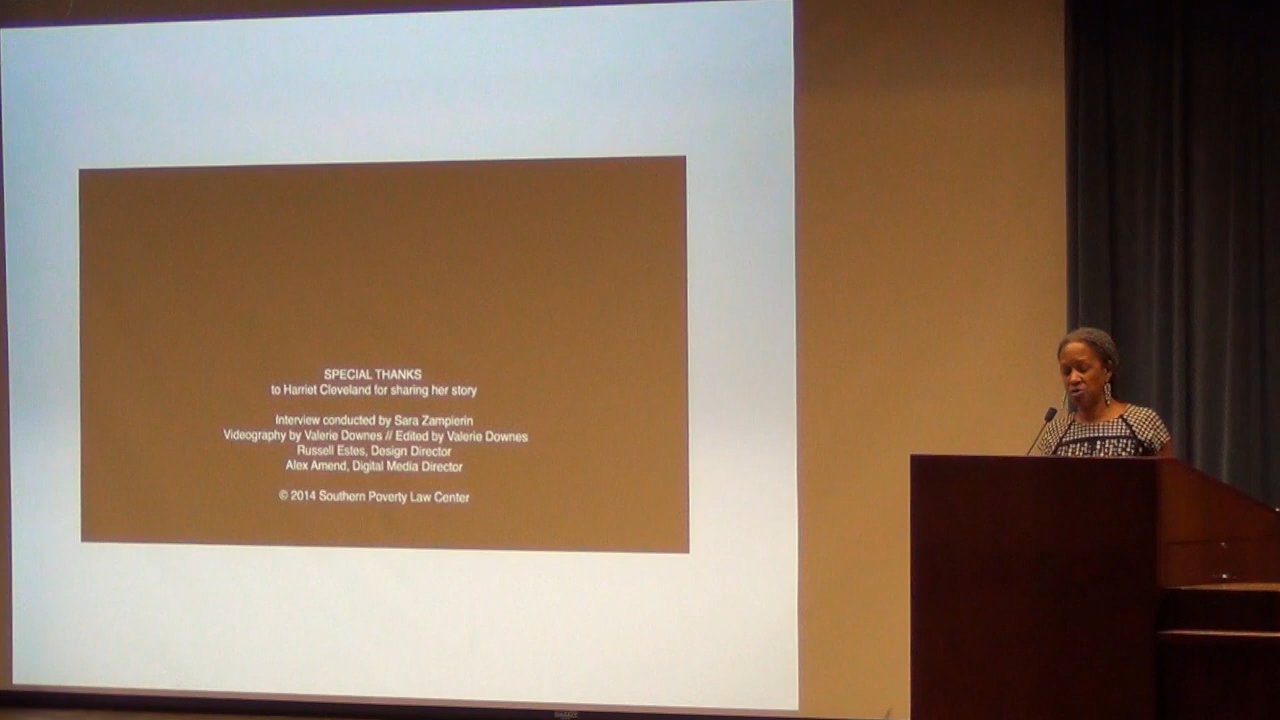 SPECIAL THANKS
to Harriet Cleveland for sharing her story
Interview conducted by Sara Zampierin
Videography by Valerie Downes // Edited by Valerie Downes
Russell Estes, Design Director
Alex Amend, Digital Media Director
© 2014 Southern Poverty Law Center